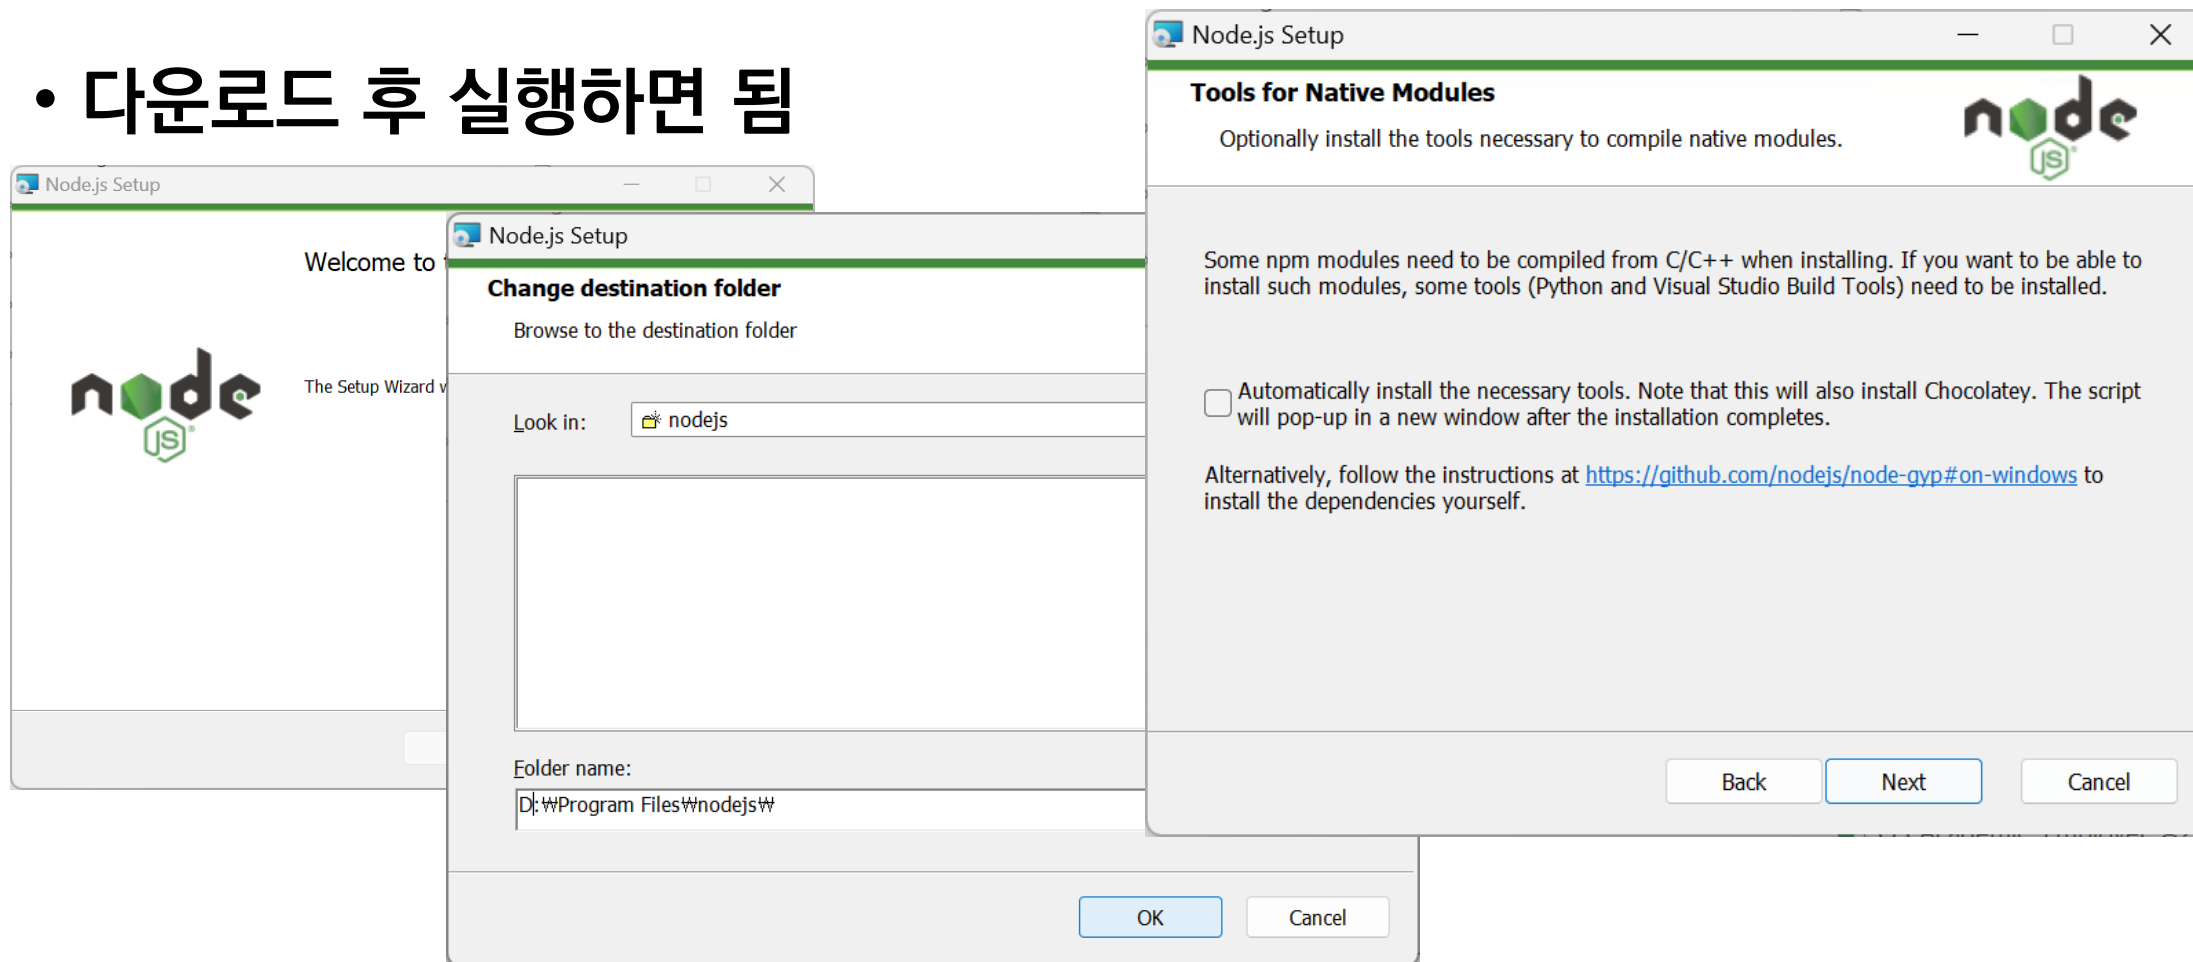 • 다운로드 후 실행하면 됨
Node.js Setup
Welcome to
node
JS
The Setup Wizard
Node.js Setup
Change destination folder
Browse to the destination folder
Look in:
nodejs
Folder name:
D:₩Program Files₩nodejs₩
OK
Cancel
Node.js Setup
Tools for Native Modules
Optionally install the tools necessary to compile native modules.
node
JS
Some npm modules need to be compiled from C/C++ when installing. If you want to be able to
install such modules, some tools (Python and Visual Studio Build Tools) need to be installed.
Automatically install the necessary tools. Note that this will also install Chocolatey. The script
will pop-up in a new window after the installation completes.
Alternatively, follow the instructions at https://github.com/nodejs/node-gyp#on-windows to
install the dependencies yourself.
Back
Next
Cancel